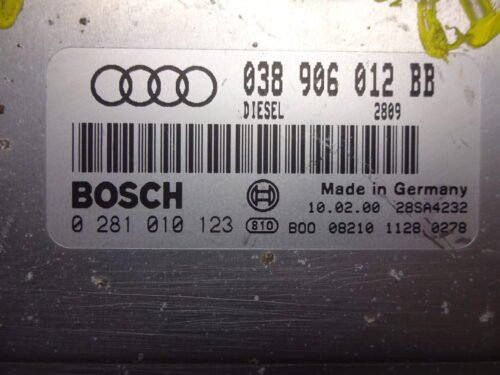 038 906 012 BB
DIESEL 2809
BOSCH Made in Germany
10.02.00 28SA4232
0 281 010 123 810 B00 08210 1128 0278